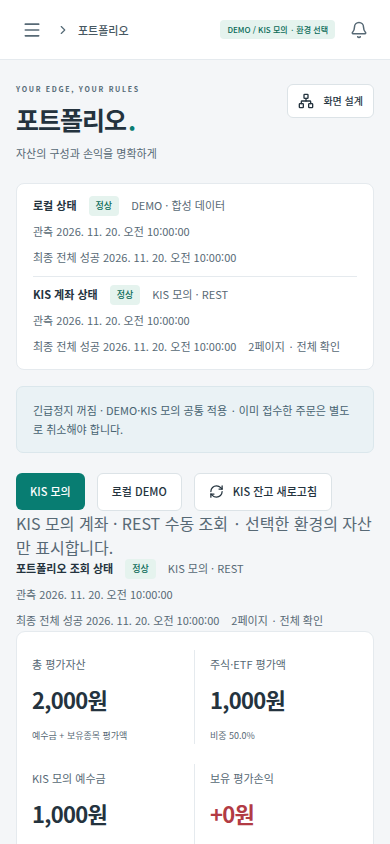 포트폴리오
DEMO / KIS 모의 · 환경 선택
YOUR EDGE, YOUR RULES
포트폴리오.
화면 설계
자산의 구성과 손익을 명확하게
로컬 상태 정상 DEMO · 합성 데이터
관측 2026. 11. 20. 오전 10:00:00
최종 전체 성공 2026. 11. 20. 오전 10:00:00
KIS 계좌 상태 정상 KIS 모의 · REST
관측 2026. 11. 20. 오전 10:00:00
최종 전체 성공 2026. 11. 20. 오전 10:00:00 2페이지 · 전체 확인
긴급정지 꺼짐 · DEMO·KIS 모의 공통 적용 · 이미 접수한 주문은 별도
로 취소해야 합니다.
KIS 모의 로컬 DEMO KIS 잔고 새로고침
KIS 모의 계좌 · REST 수동 조회 · 선택한 환경의 자산
만 표시합니다.
포트폴리오 조회 상태 정상 KIS 모의 · REST
관측 2026. 11. 20. 오전 10:00:00
최종 전체 성공 2026. 11. 20. 오전 10:00:00 2페이지 · 전체 확인
총 평가자산
2,000원
예수금 + 보유종목 평가액
주식·ETF 평가액
1,000원
비중 50.0%
KIS 모의 예수금
1,000원
보유 평가손익
+0원